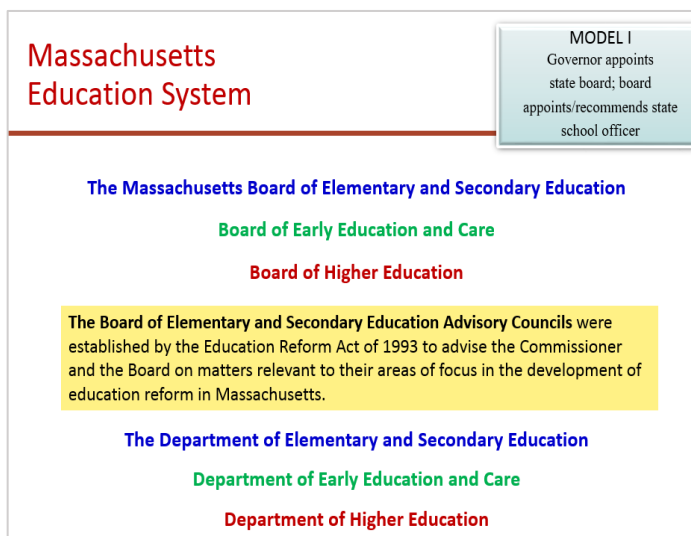 Massachusetts
Education System
MODEL I
Governor appoints
state board; board
appoints/recommends state
school officer
The Massachusetts Board of Elementary and Secondary Education
Board of Early Education and Care
Board of Higher Education
The Board of Elementary and Secondary Education Advisory Councils were
established by the Education Reform Act of 1993 to advise the Commissioner
and the Board on matters relevant to their areas of focus in the development of
education reform in Massachusetts.
The Department of Elementary and Secondary Education
Department of Early Education and Care
Department of Higher Education